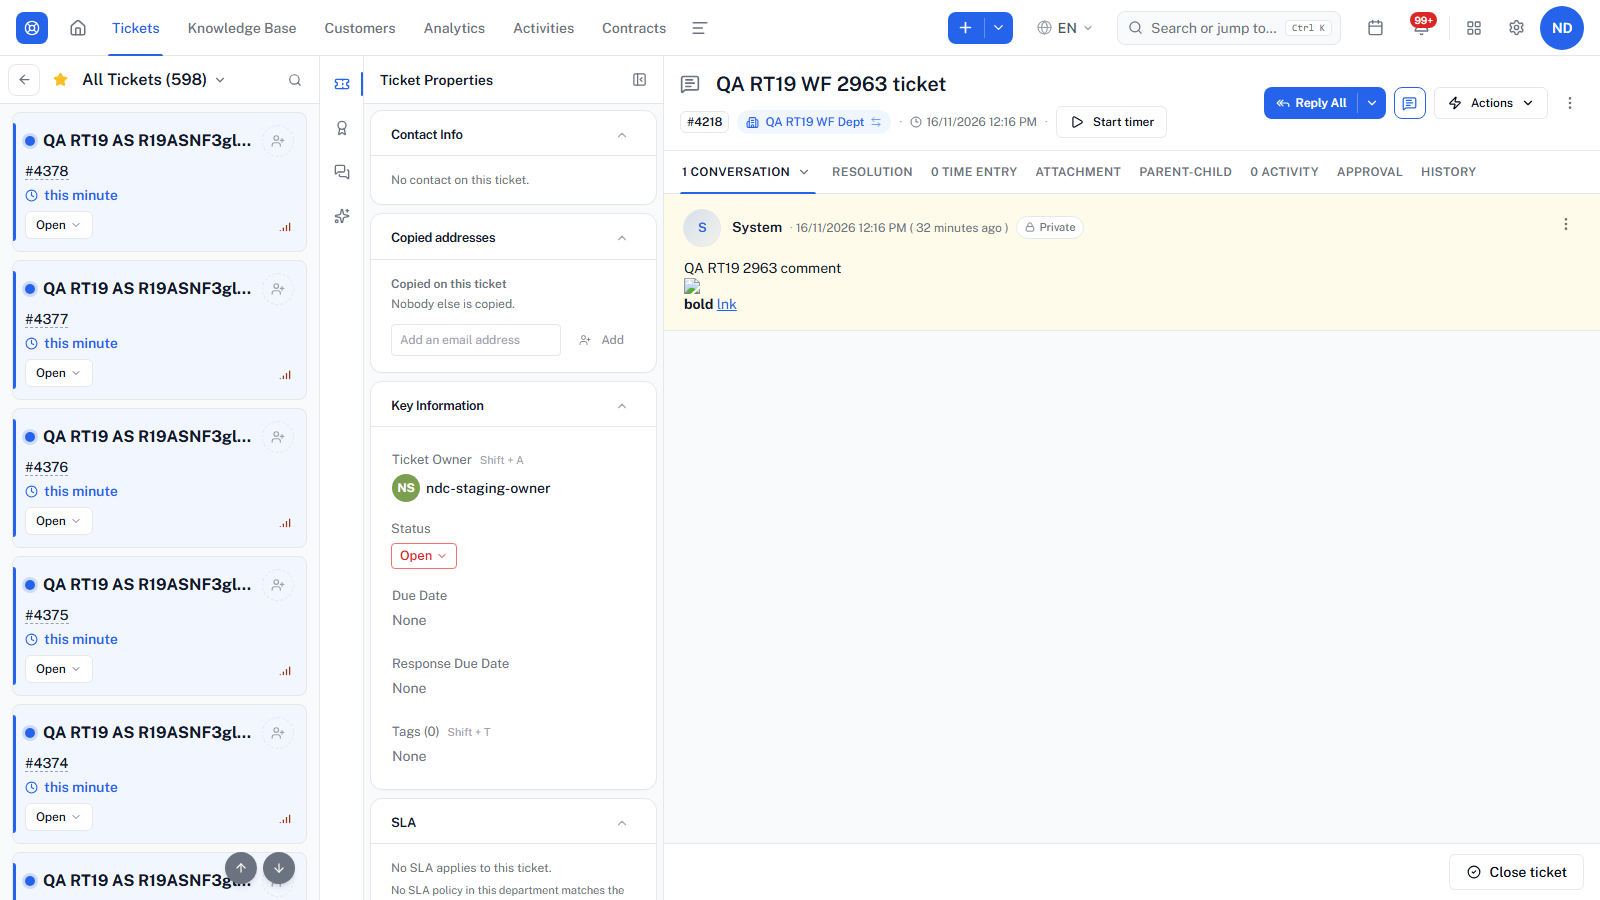 Tickets
Knowledge Base
Customers
Analytics
Activities
Contracts
EN
Search or jump to...
Ctrl K
99+
ND
All Tickets (598)
QA RT19 AS R19ASNF3gl...
#4378
this minute
Open
QA RT19 AS R19ASNF3gl...
#4377
this minute
Open
QA RT19 AS R19ASNF3gl...
#4376
this minute
Open
QA RT19 AS R19ASNF3gl...
#4375
this minute
Open
QA RT19 AS R19ASNF3gl...
#4374
this minute
Open
QA RT19 AS R19ASNF3gl...
Ticket Properties
Contact Info
No contact on this ticket.
Copied addresses
Copied on this ticket
Nobody else is copied.
Add an email address
Add
Key Information
Ticket Owner Shift + A
NS ndc-staging-owner
Status
Open
Due Date
None
Response Due Date
None
Tags (0) Shift + T
None
SLA
No SLA applies to this ticket.
No SLA policy in this department matches the
QA RT19 WF 2963 ticket
#4218
QA RT19 WF Dept
· 16/11/2026 12:16 PM ·
Start timer
Reply All
Actions
1 CONVERSATION
RESOLUTION
0 TIME ENTRY
ATTACHMENT
PARENT-CHILD
0 ACTIVITY
APPROVAL
HISTORY
S
System · 16/11/2026 12:16 PM ( 32 minutes ago )
Private
QA RT19 2963 comment
bold lnk
Close ticket